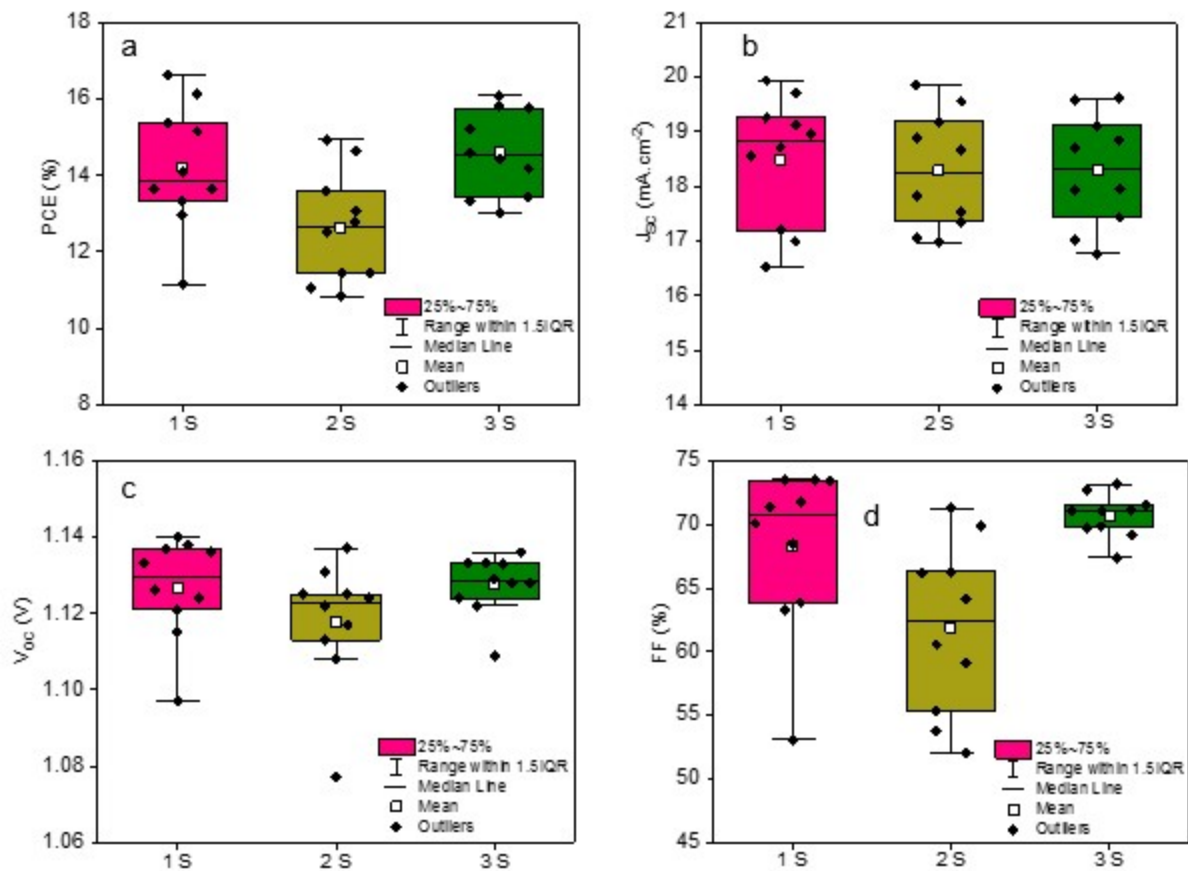 a
PCE (%)
18
16
14
12
10
8
25%~75%
Range within 1.5IQR
Median Line
Mean
Outliers
1 S
2 S
3 S
b
J_SC (mA.cm⁻²)
21
20
19
18
17
16
15
14
25%~75%
Range within 1.5IQR
Median Line
Mean
Outliers
1 S
2 S
3 S
c
V_OC (V)
1.16
1.14
1.12
1.10
1.08
1.06
25%~75%
Range within 1.5IQR
Median Line
Mean
Outliers
1 S
2 S
3 S
d
FF (%)
75
70
65
60
55
50
45
25%~75%
Range within 1.5IQR
Median Line
Mean
Outliers
1 S
2 S
3 S